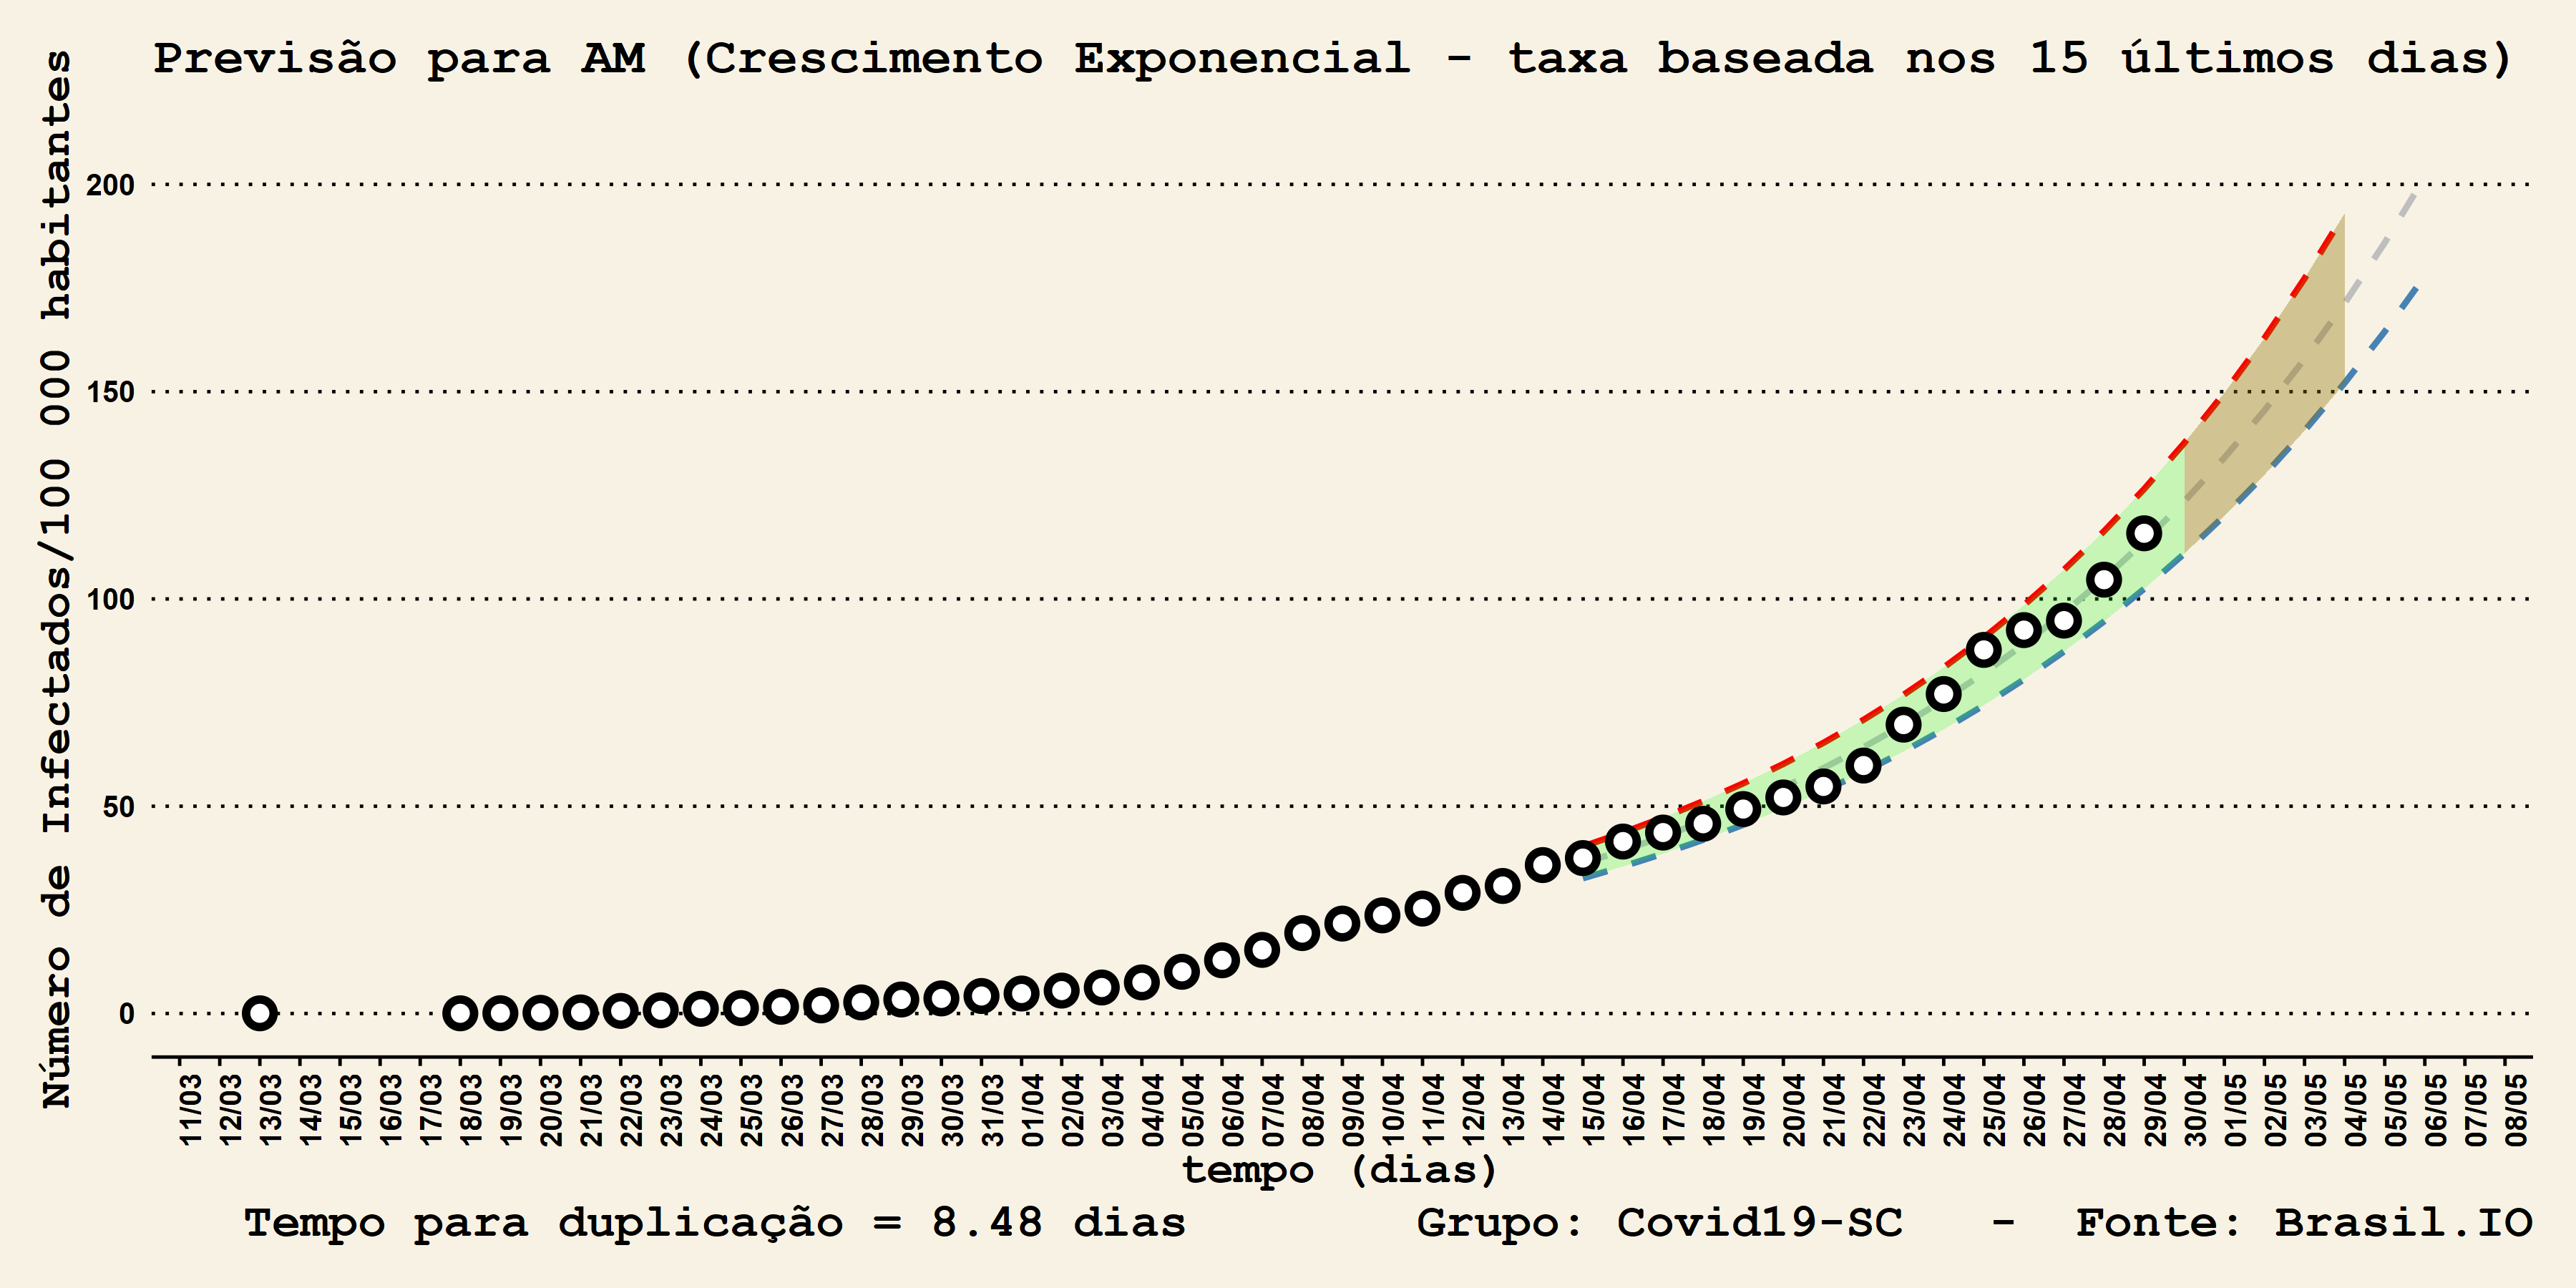 Previsão para AM (Crescimento Exponencial - taxa baseada nos 15 últimos dias)
Número de Infectados/100 000 habitantes
200
150
100
50
0
11/03 12/03 13/03 14/03 15/03 16/03 17/03 18/03 19/03 20/03 21/03 22/03 23/03 24/03 25/03 26/03 27/03 28/03 29/03 30/03 31/03 01/04 02/04 03/04 04/04 05/04 06/04 07/04 08/04 09/04 10/04 11/04 12/04 13/04 14/04 15/04 16/04 17/04 18/04 19/04 20/04 21/04 22/04 23/04 24/04 25/04 26/04 27/04 28/04 29/04 30/04 01/05 02/05 03/05 04/05 05/05 06/05 07/05 08/05
tempo (dias)
Tempo para duplicação = 8.48 dias Grupo: Covid19-SC - Fonte: Brasil.IO